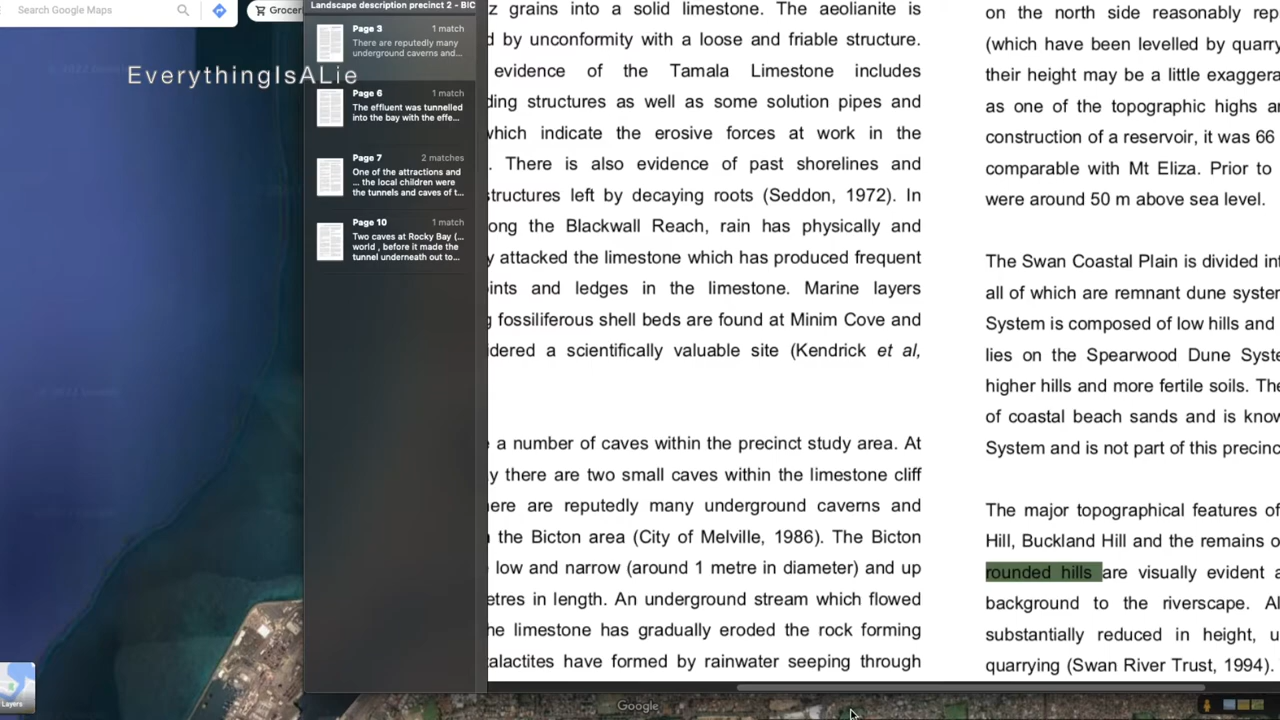 Search Google Maps
Grocer
EverythingIsALie
Layers
Google
Landscape description precinct 2 - BIC
Page 3 1 match
There are reputedly many
underground caverns and...
Page 6 1 match
The effluent was tunnelled
into the bay with the effe...
Page 7 2 matches
One of the attractions and
... the local children were
the tunnels and caves of t...
Page 10 1 match
Two caves at Rocky Bay (...
world , before it made the
tunnel underneath out to...
z grains into a solid limestone. The aeolianite is
d by unconformity with a loose and friable structure.
evidence of the Tamala Limestone includes
ding structures as well as some solution pipes and
which indicate the erosive forces at work in the
. There is also evidence of past shorelines and
structures left by decaying roots (Seddon, 1972). In
ong the Blackwall Reach, rain has physically and
y attacked the limestone which has produced frequent
ints and ledges in the limestone. Marine layers
g fossiliferous shell beds are found at Minim Cove and
idered a scientifically valuable site (Kendrick et al,
e a number of caves within the precinct study area. At
y there are two small caves within the limestone cliff
here are reputedly many underground caverns and
the Bicton area (City of Melville, 1986). The Bicton
low and narrow (around 1 metre in diameter) and up
etres in length. An underground stream which flowed
he limestone has gradually eroded the rock forming
talactites have formed by rainwater seeping through
on the north side reasonably rep
(which have been levelled by quarry
their height may be a little exaggera
as one of the topographic highs a
construction of a reservoir, it was 66
comparable with Mt Eliza. Prior to
were around 50 m above sea level.
The Swan Coastal Plain is divided int
all of which are remnant dune system
System is composed of low hills and
lies on the Spearwood Dune Syste
higher hills and more fertile soils. The
of coastal beach sands and is know
System and is not part of this precinc
The major topographical features of
Hill, Buckland Hill and the remains o
rounded hills are visually evident a
background to the riverscape. Al
substantially reduced in height, u
quarrying (Swan River Trust, 1994).